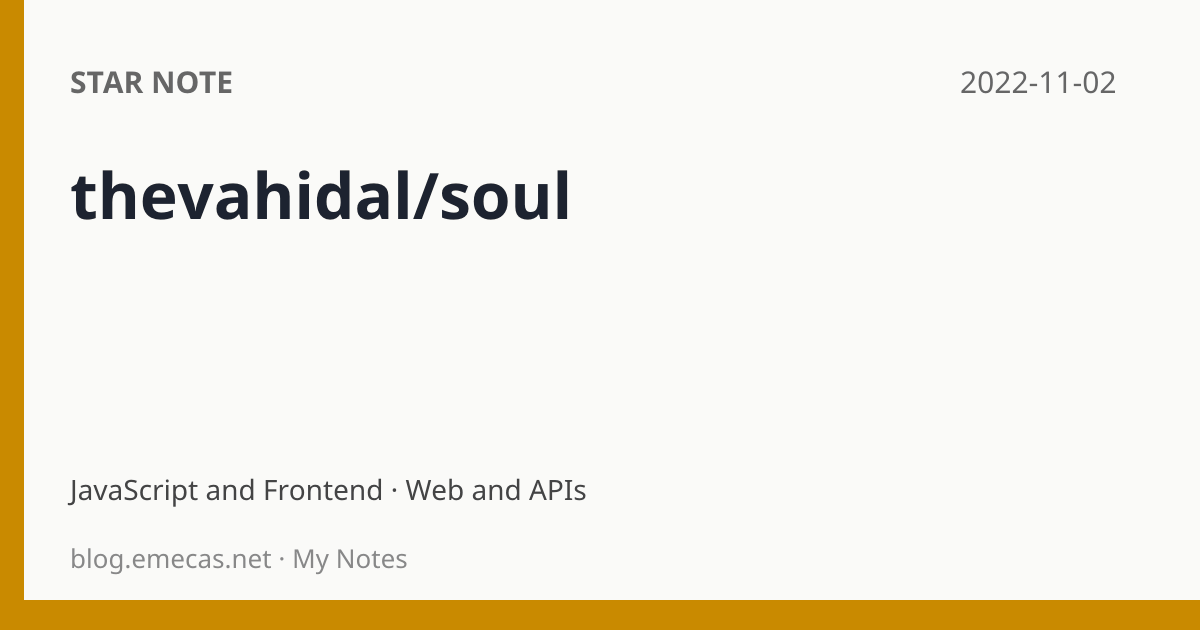 STAR NOTE
2022-11-02
thevahidal/soul
JavaScript and Frontend · Web and APIs
blog.emecas.net · My Notes